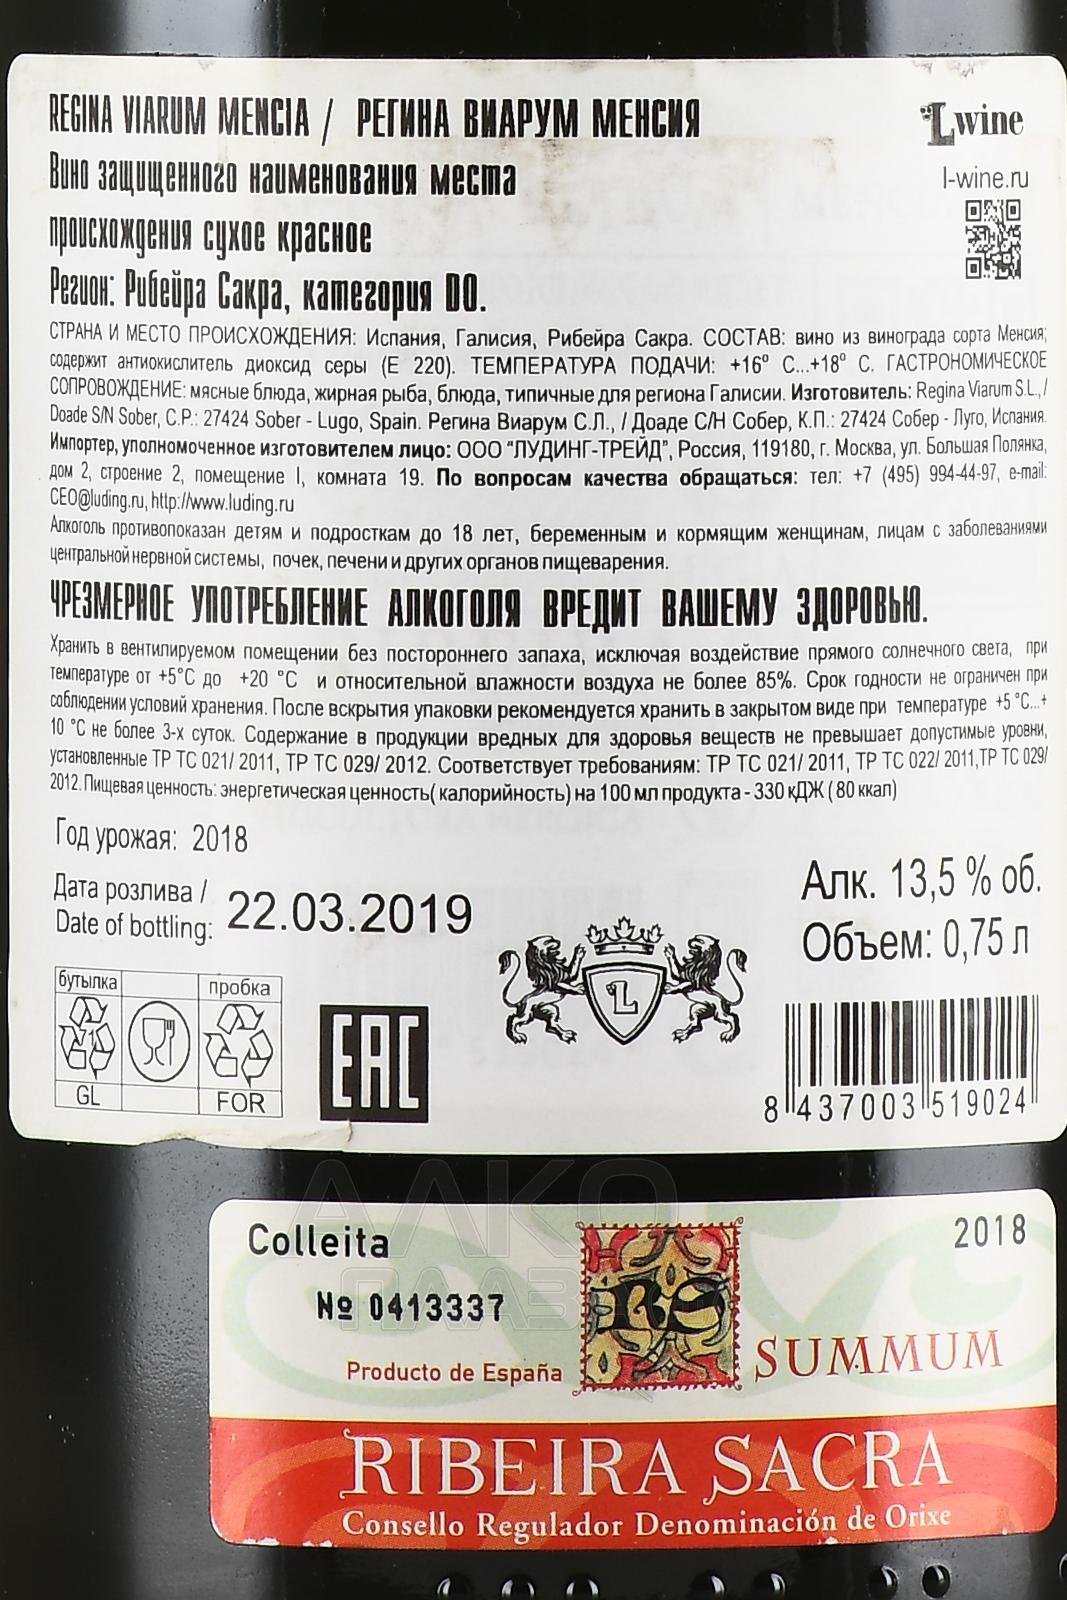 REGINA VIARUM MENCIA / РЕГИНА ВИАРУМ МЕНСИЯ
Lwine
Вино защищенного наименования места
l-wine.ru
происхождения сухое красное
Регион: Рибейра Сакра, категория DO.
СТРАНА И МЕСТО ПРОИСХОЖДЕНИЯ: Испания, Галисия, Рибейра Сакра. СОСТАВ: вино из винограда сорта Менсия;
содержит антиокислитель диоксид серы (Е 220). ТЕМПЕРАТУРА ПОДАЧИ: +16° С...+18° С. ГАСТРОНОМИЧЕСКОЕ
СОПРОВОЖДЕНИЕ: мясные блюда, жирная рыба, блюда, типичные для региона Галисии. Изготовитель: Regina Viarum S.L., /
Doade S/N Sober, C.P.: 27424 Sober - Lugo, Spain. Регина Виарум С.Л., / Доаде С/Н Собер, К.П.: 27424 Собер - Луго, Испания.
Импортер, уполномоченное изготовителем лицо: ООО "ЛУДИНГ-ТРЕЙД", Россия, 119180, г. Москва, ул. Большая Полянка,
дом 2, строение 2, помещение I, комната 19. По вопросам качества обращаться: тел: +7 (495) 994-44-97, e-mail:
CEO@luding.ru, http://www.luding.ru
Алкоголь противопоказан детям и подросткам до 18 лет, беременным и кормящим женщинам, лицам с заболеваниями
центральной нервной системы, почек, печени и других органов пищеварения.
ЧРЕЗМЕРНОЕ УПОТРЕБЛЕНИЕ АЛКОГОЛЯ ВРЕДИТ ВАШЕМУ ЗДОРОВЬЮ.
Хранить в вентилируемом помещении без постороннего запаха, исключая воздействие прямого солнечного света, при
температуре от +5°С до +20 °С и относительной влажности воздуха не более 85%. Срок годности не ограничен при
соблюдении условий хранения. После вскрытия упаковки рекомендуется хранить в закрытом виде при температуре +5 °С...+
10 °С не более 3-х суток. Содержание в продукции вредных для здоровья веществ не превышает допустимые уровни,
установленные ТР ТС 021/ 2011, ТР ТС 029/ 2012. Соответствует требованиям: ТР ТС 021/ 2011, ТР ТС 022/ 2011,ТР ТС 029/
2012. Пищевая ценность: энергетическая ценность( калорийность) на 100 мл продукта - 330 кДЖ ( 80 ккал)
Год урожая: 2018
Дата розлива /
Date of bottling: 22.03.2019
Алк. 13,5 % об.
Объем: 0,75 л
бутылка
пробка
GL
FOR
EAC
L
8 437003 519024
АЛКО
ПЛАЗА
Colleita
2018
№ 0413337
RS
Producto de España
SUMMUM
RIBEIRA SACRA
Consello Regulador Denominación de Orixe